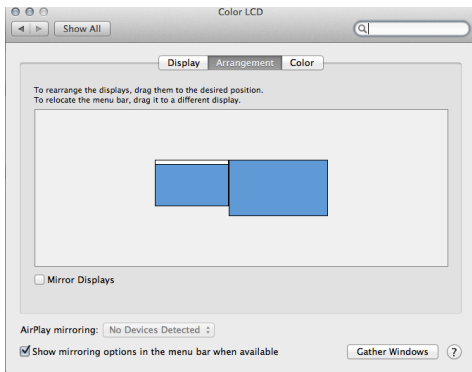 Color LCD
Show All
Display Arrangement Color
To rearrange the displays, drag them to the desired position.
To relocate the menu bar, drag it to a different display.
Mirror Displays
AirPlay mirroring: No Devices Detected
Show mirroring options in the menu bar when available
Gather Windows ?